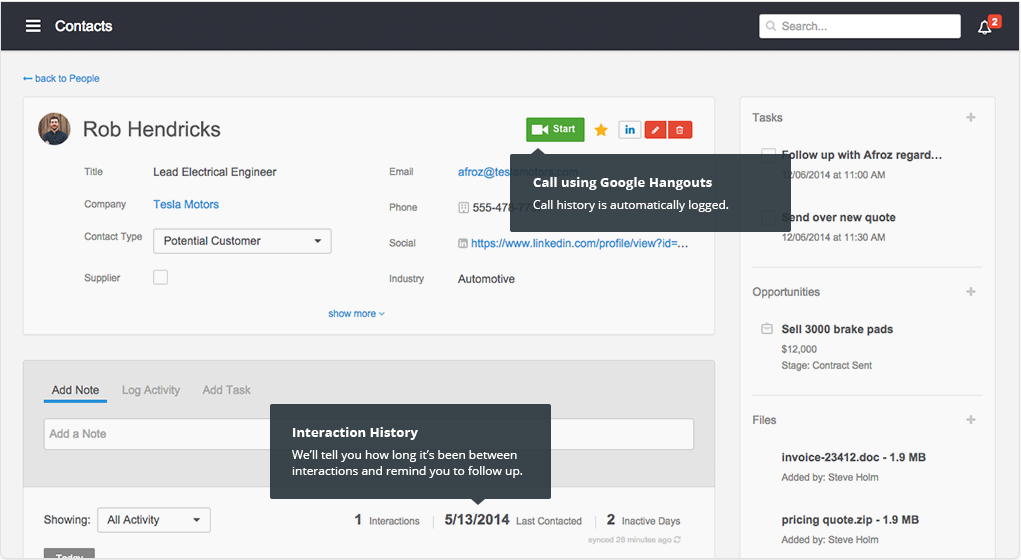 Contacts
Search...
2
back to People
Rob Hendricks
Start
in
Title
Lead Electrical Engineer
Company
Tesla Motors
Contact Type
Potential Customer
Supplier
Email
Phone
Social
https://www.linkedin.com/profile/view?id=...
Industry
Automotive
show more
Call using Google Hangouts
Call history is automatically logged.
Tasks
Follow up with Afroz regard...
12/06/2014 at 11:00 AM
Send over new quote
12/06/2014 at 11:30 AM
Opportunities
Sell 3000 brake pads
$12,000
Stage: Contract Sent
Files
invoice-23412.doc - 1.9 MB
Added by: Steve Holm
pricing quote.zip - 1.9 MB
Added by: Steve Holm
Add Note
Log Activity
Add Task
Add a Note
Interaction History
We'll tell you how long it's been between
interactions and remind you to follow up.
Showing:
All Activity
1 Interactions
5/13/2014 Last Contacted
2 Inactive Days
synced 26 minutes ago
Today